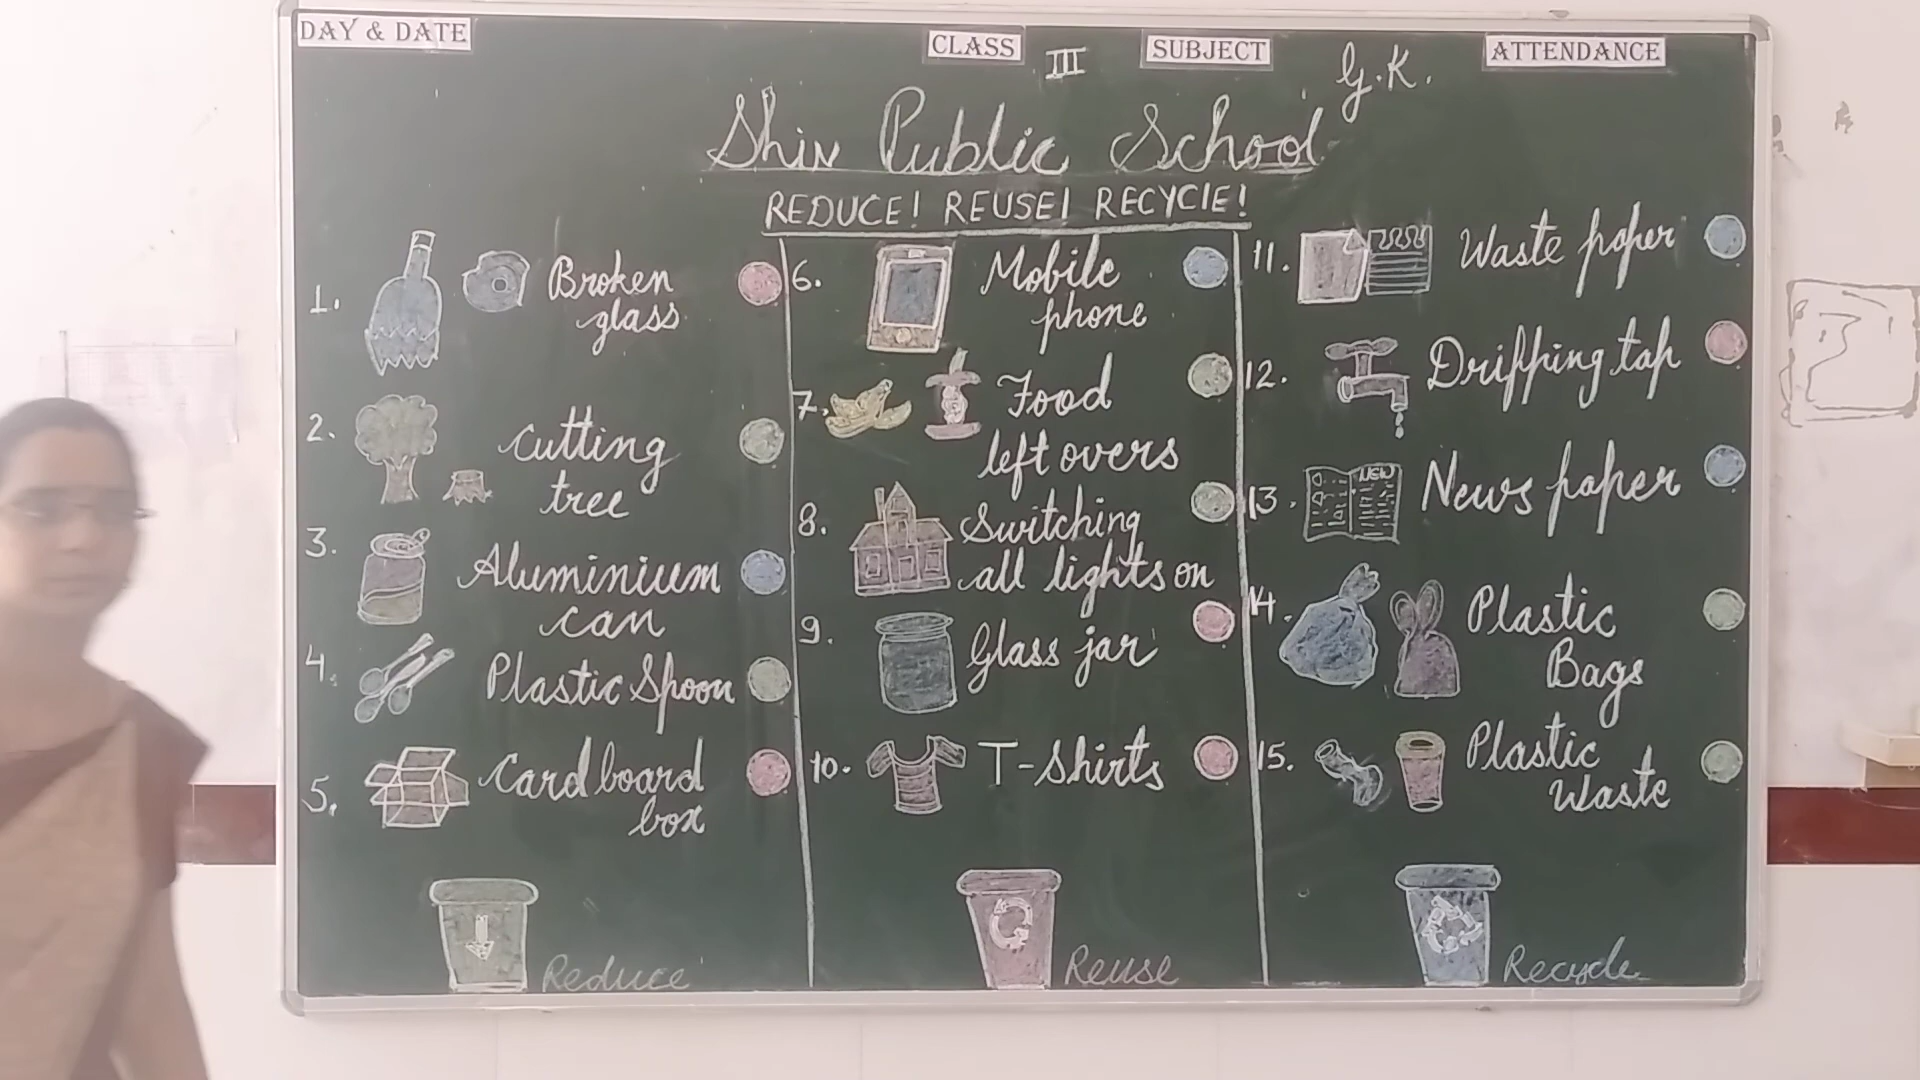 DAY & DATE
CLASS III
SUBJECT G.K.
ATTENDANCE
Shiv Public School
REDUCE! REUSE! RECYCLE!
1. Broken
glass
2. Cutting
tree
3. Aluminium
can
4. Plastic Spoon
5. Cardboard
box
6. Mobile
phone
7. Food
left overs
8. Switching
all lights on
9. Glass jar
10. T-Shirts
11. Waste paper
12. Dripping tap
13. News paper
NEW
14. Plastic
Bags
15. Plastic
Waste
Reduce
Reuse
Recycle